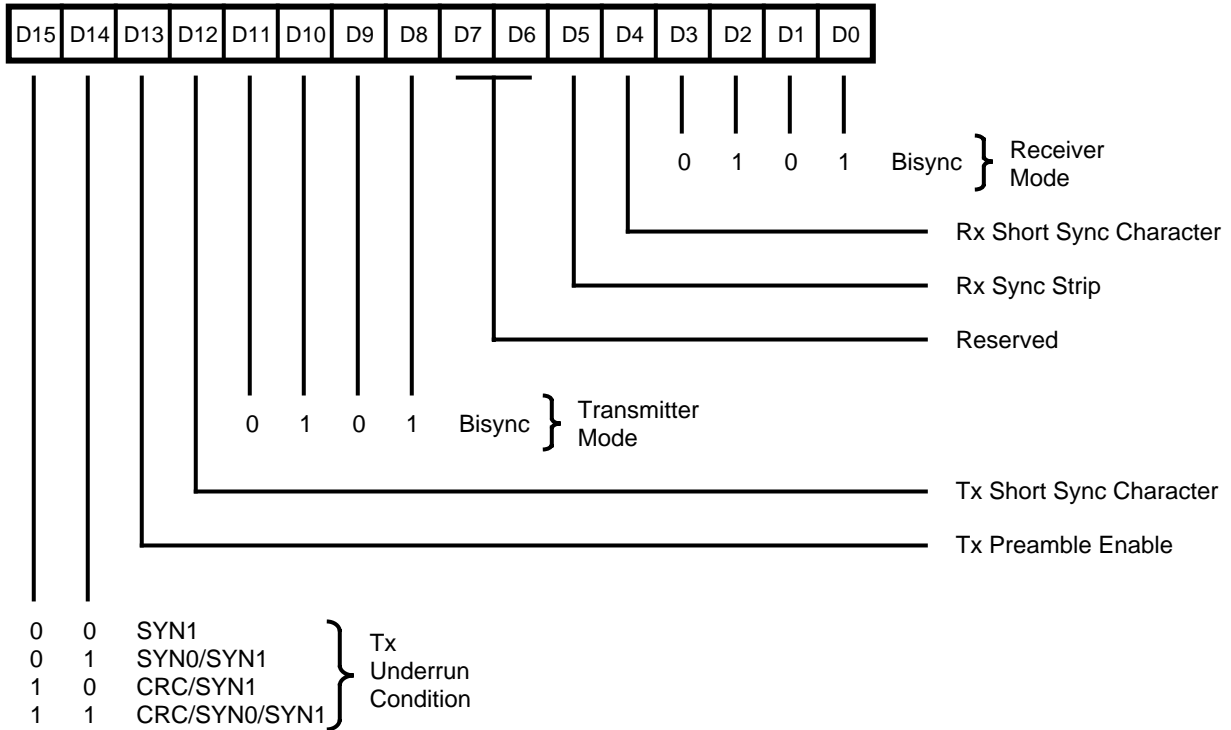 D15 D14 D13 D12 D11 D10 D9 D8 D7 D6 D5 D4 D3 D2 D1 D0
0 1 0 1 Bisync Receiver
Mode
Rx Short Sync Character
Rx Sync Strip
Reserved
0 1 0 1 Bisync Transmitter
Mode
Tx Short Sync Character
Tx Preamble Enable
0 0 SYN1
0 1 SYN0/SYN1
1 0 CRC/SYN1
1 1 CRC/SYN0/SYN1
Tx
Underrun
Condition